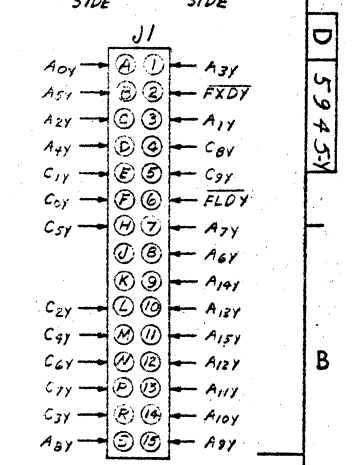 SIDE SIDE
J1
A0Y A 1 A3Y
A5Y B 2 FXDY
A2Y C 3 A1Y
A4Y D 4 C8Y
C1Y E 5 C9Y
C0Y F 6 FLDY
C5Y H 7 A7Y
J 8 A6Y
K 9 A14Y
C2Y L 10 A13Y
C4Y M 11 A15Y
C6Y N 12 A12Y
C7Y P 13 A11Y
C3Y R 14 A10Y
A8Y S 15 A9Y
D 5945-Y
B